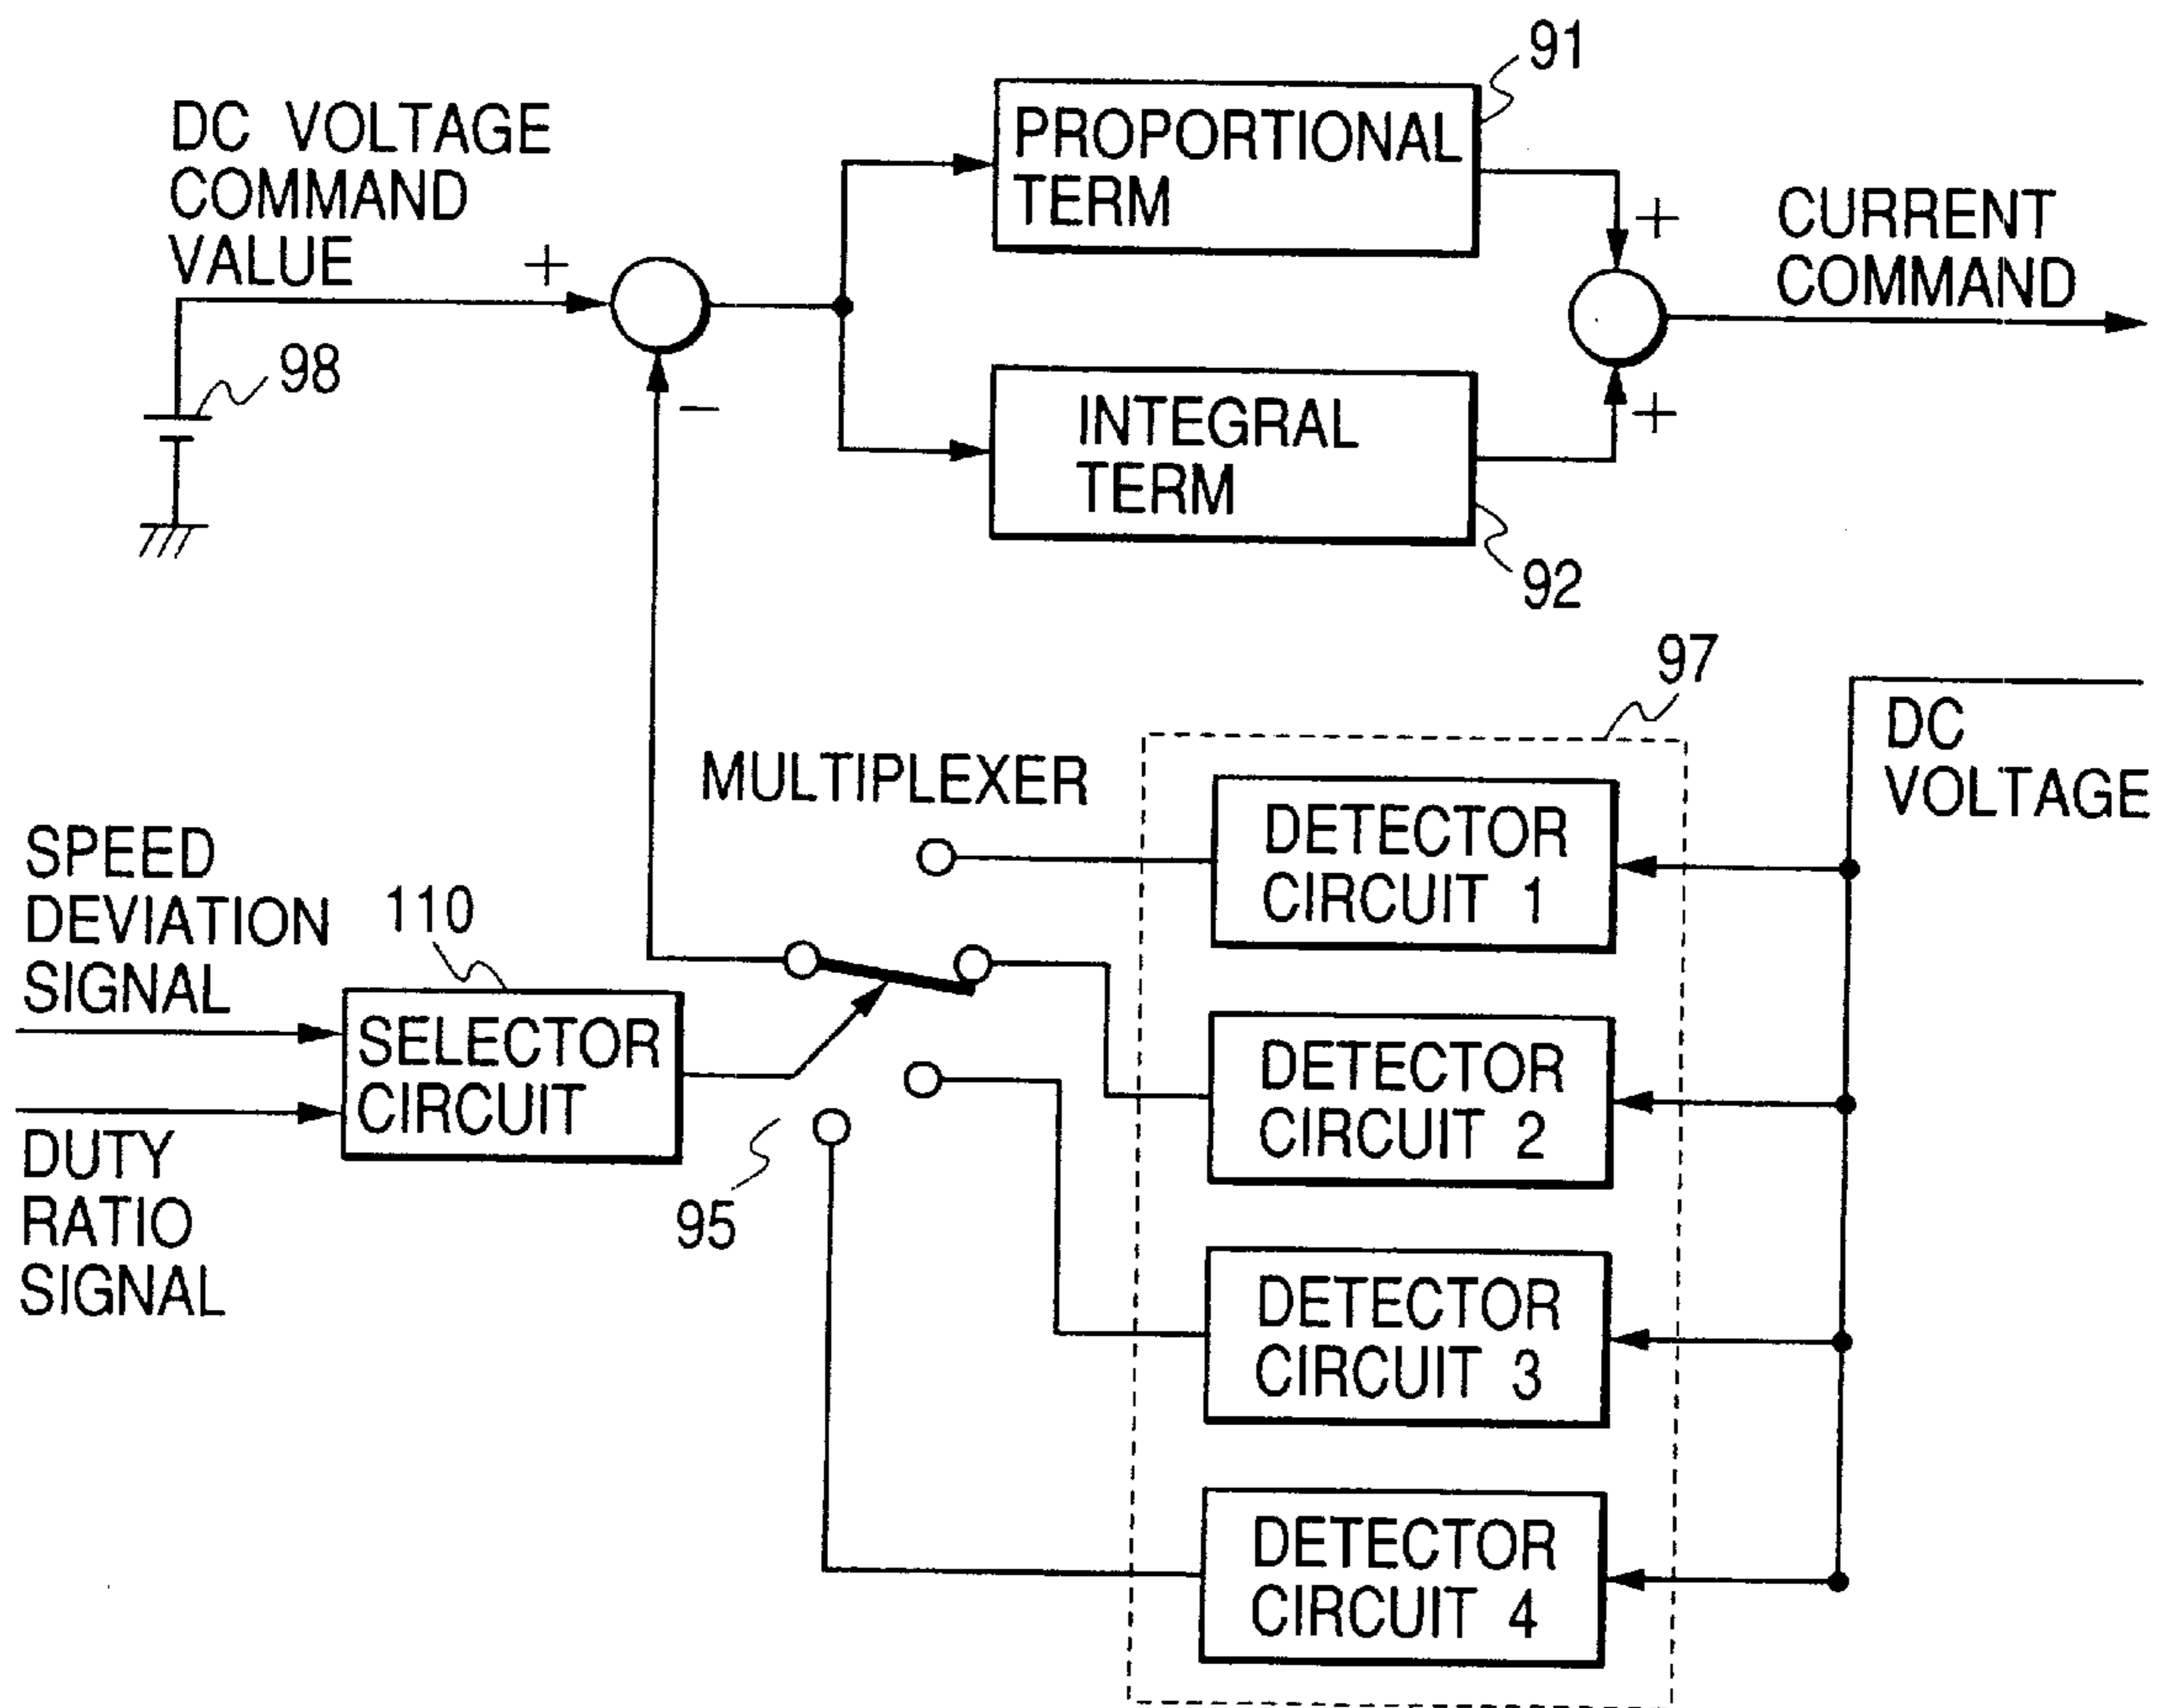 91
DC VOLTAGE
COMMAND
VALUE
PROPORTIONAL
TERM
+
+
CURRENT
COMMAND
98
−
INTEGRAL
TERM
+
92
97
DC
VOLTAGE
MULTIPLEXER
DETECTOR
CIRCUIT 1
SPEED
DEVIATION
SIGNAL
110
SELECTOR
CIRCUIT
DETECTOR
CIRCUIT 2
DUTY
RATIO
SIGNAL
95
DETECTOR
CIRCUIT 3
DETECTOR
CIRCUIT 4